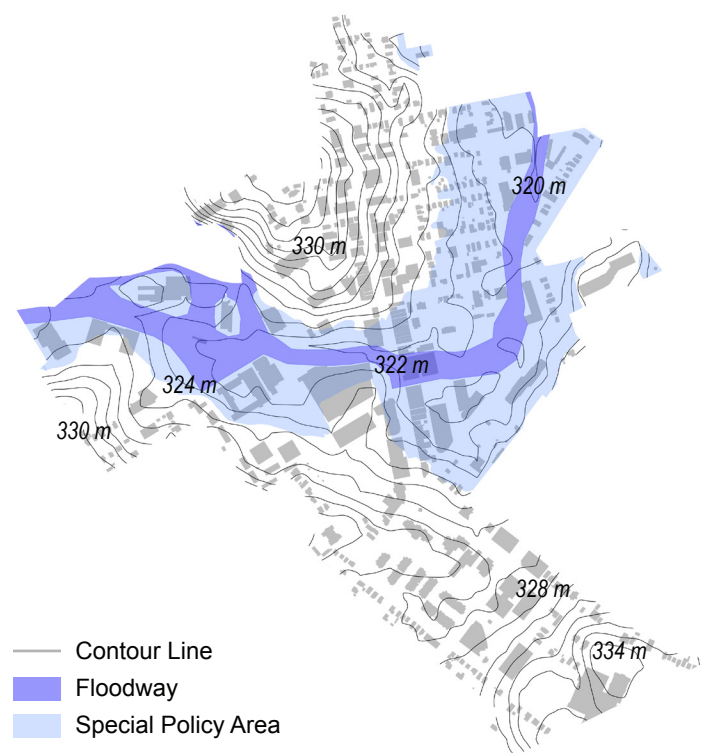 320 m
330 m
322 m
324 m
330 m
328 m
334 m
Contour Line
Floodway
Special Policy Area